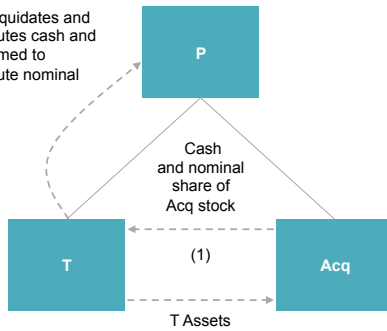 quidates and
utes cash and
med to
ute nominal
P
Cash
and nominal
share of
Acq stock
T
(1)
Acq
T Assets